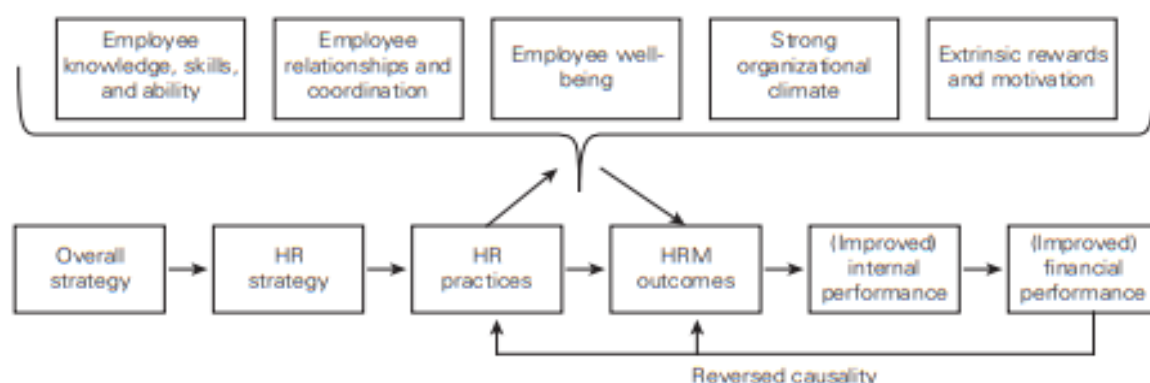 Employee
knowledge, skills,
and ability
Employee
relationships and
coordination
Employee well-
being
Strong
organizational
climate
Extrinsic rewards
and motivation
Overall
strategy
HR
strategy
HR
practices
HRM
outcomes
(Improved)
internal
performance
(Improved)
financial
performance
Reversed causality